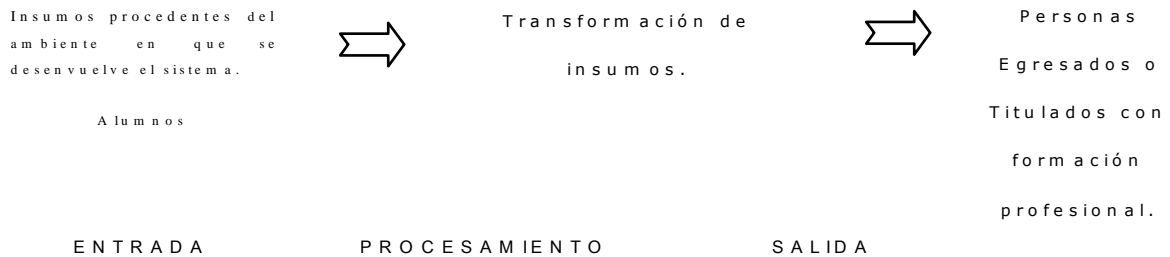 Insumos procedentes del
ambiente en que se
desenvuelve el sistema.
Alumnos
Transformación de
insumos.
Personas
Egresados o
Titulados con
formación
profesional.
ENTRADA
PROCESAMIENTO
SALIDA